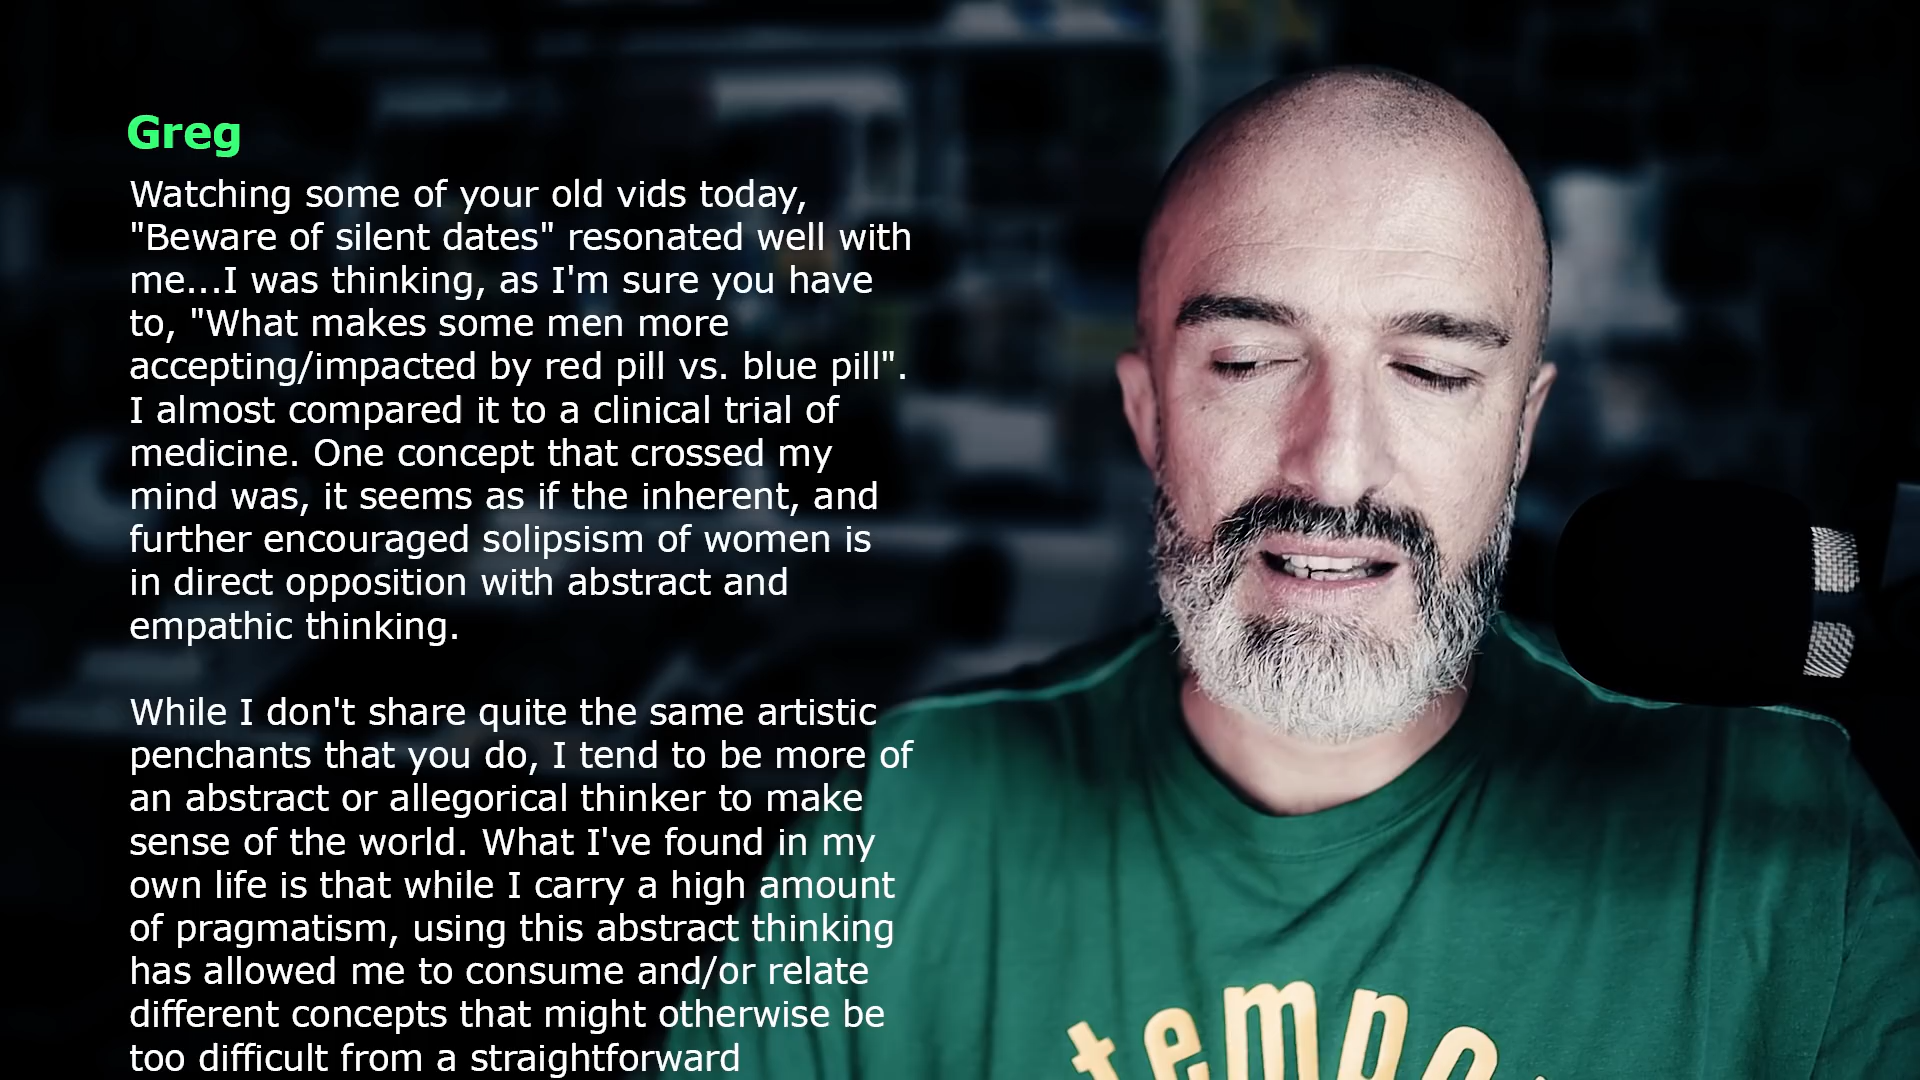 Greg
Watching some of your old vids today,
"Beware of silent dates" resonated well with
me...I was thinking, as I'm sure you have
to, "What makes some men more
accepting/impacted by red pill vs. blue pill".
I almost compared it to a clinical trial of
medicine. One concept that crossed my
mind was, it seems as if the inherent, and
further encouraged solipsism of women is
in direct opposition with abstract and
empathic thinking.
While I don't share quite the same artistic
penchants that you do, I tend to be more of
an abstract or allegorical thinker to make
sense of the world. What I've found in my
own life is that while I carry a high amount
of pragmatism, using this abstract thinking
has allowed me to consume and/or relate
different concepts that might otherwise be
too difficult from a straightforward